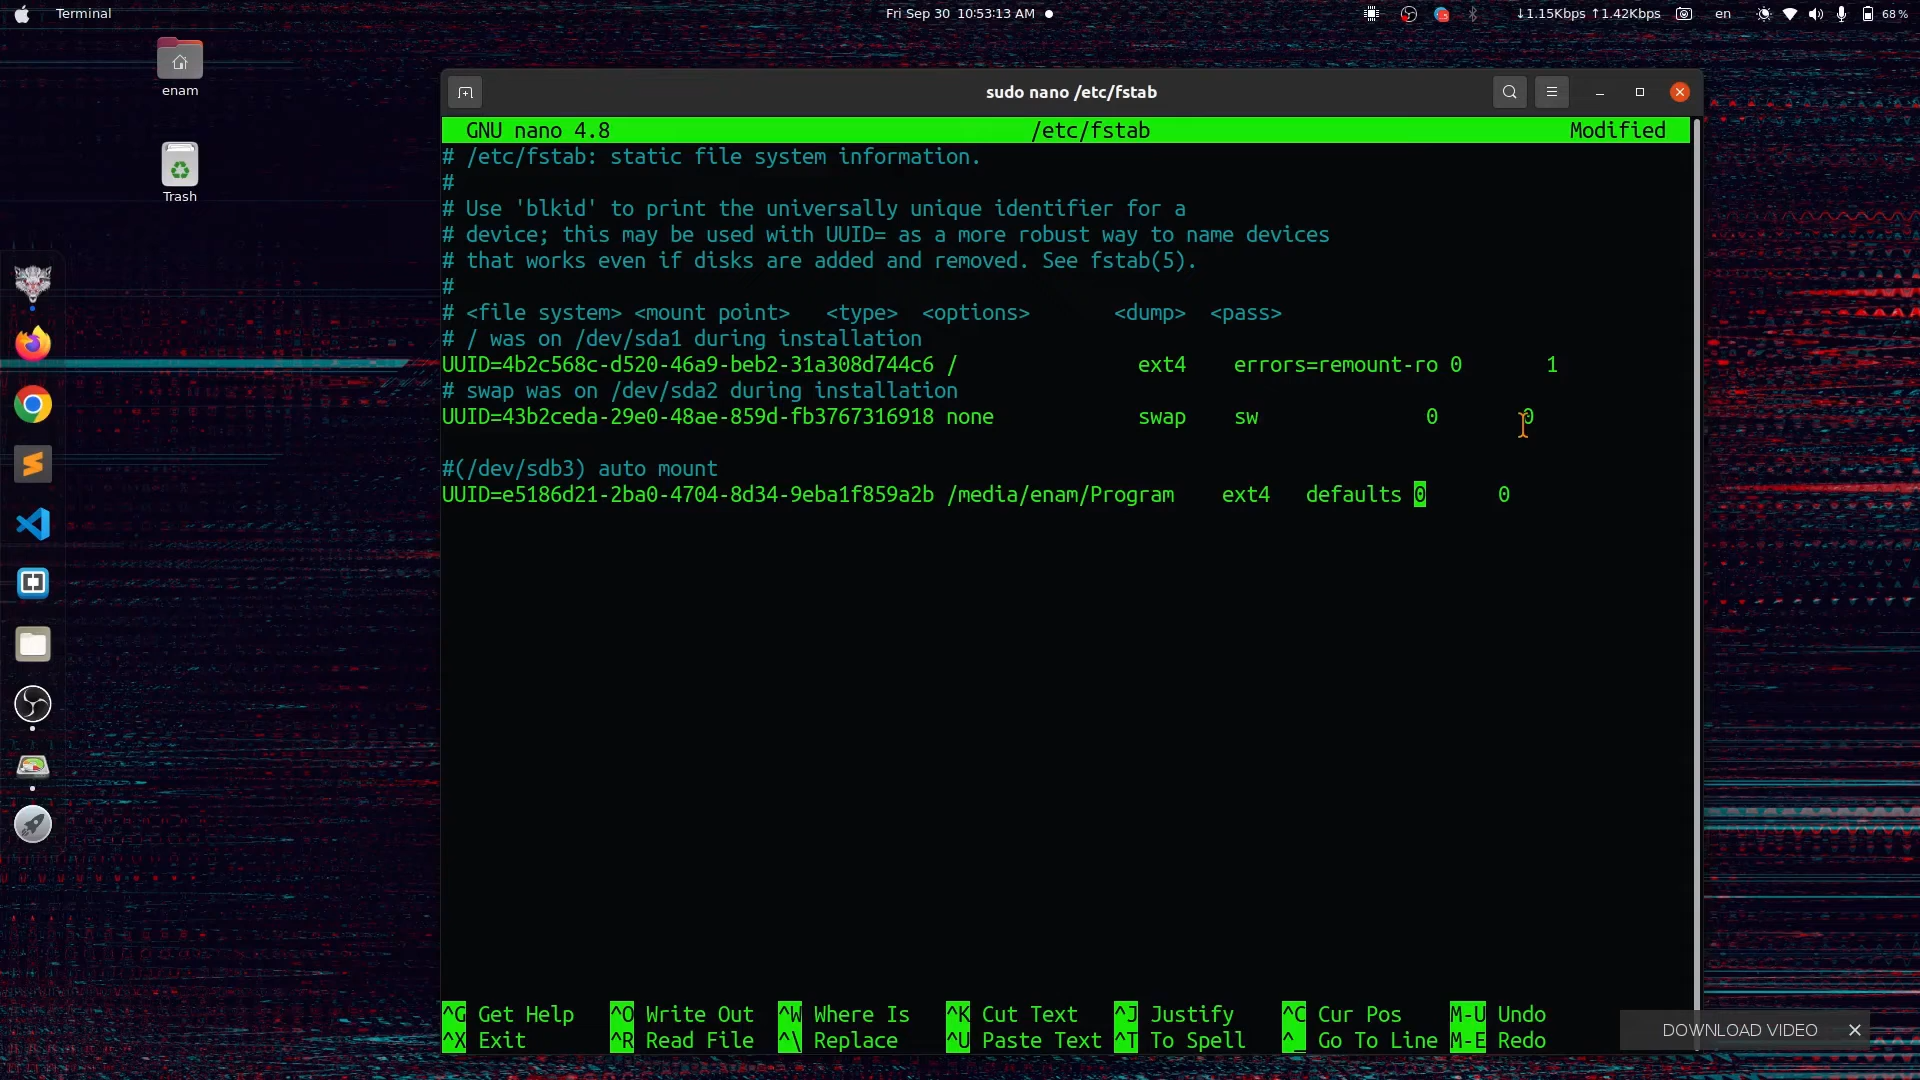 Terminal
Fri Sep 30 10:53:13 AM
↓1.15Kbps ↑1.42Kbps
en
68 %
enam
Trash
sudo nano /etc/fstab
GNU nano 4.8 /etc/fstab Modified
# /etc/fstab: static file system information.
#
# Use 'blkid' to print the universally unique identifier for a
# device; this may be used with UUID= as a more robust way to name devices
# that works even if disks are added and removed. See fstab(5).
#
# <file system> <mount point> <type> <options> <dump> <pass>
# / was on /dev/sda1 during installation
UUID=4b2c568c-d520-46a9-beb2-31a308d744c6 / ext4 errors=remount-ro 0 1
# swap was on /dev/sda2 during installation
UUID=43b2ceda-29e0-48ae-859d-fb3767316918 none swap sw 0 0
#(/dev/sdb3) auto mount
UUID=e5186d21-2ba0-4704-8d34-9eba1f859a2b /media/enam/Program ext4 defaults 0 0
^G Get Help ^O Write Out ^W Where Is ^K Cut Text ^J Justify ^C Cur Pos M-U Undo
^X Exit ^R Read File ^\ Replace ^U Paste Text ^T To Spell ^_ Go To Line M-E Redo
DOWNLOAD VIDEO